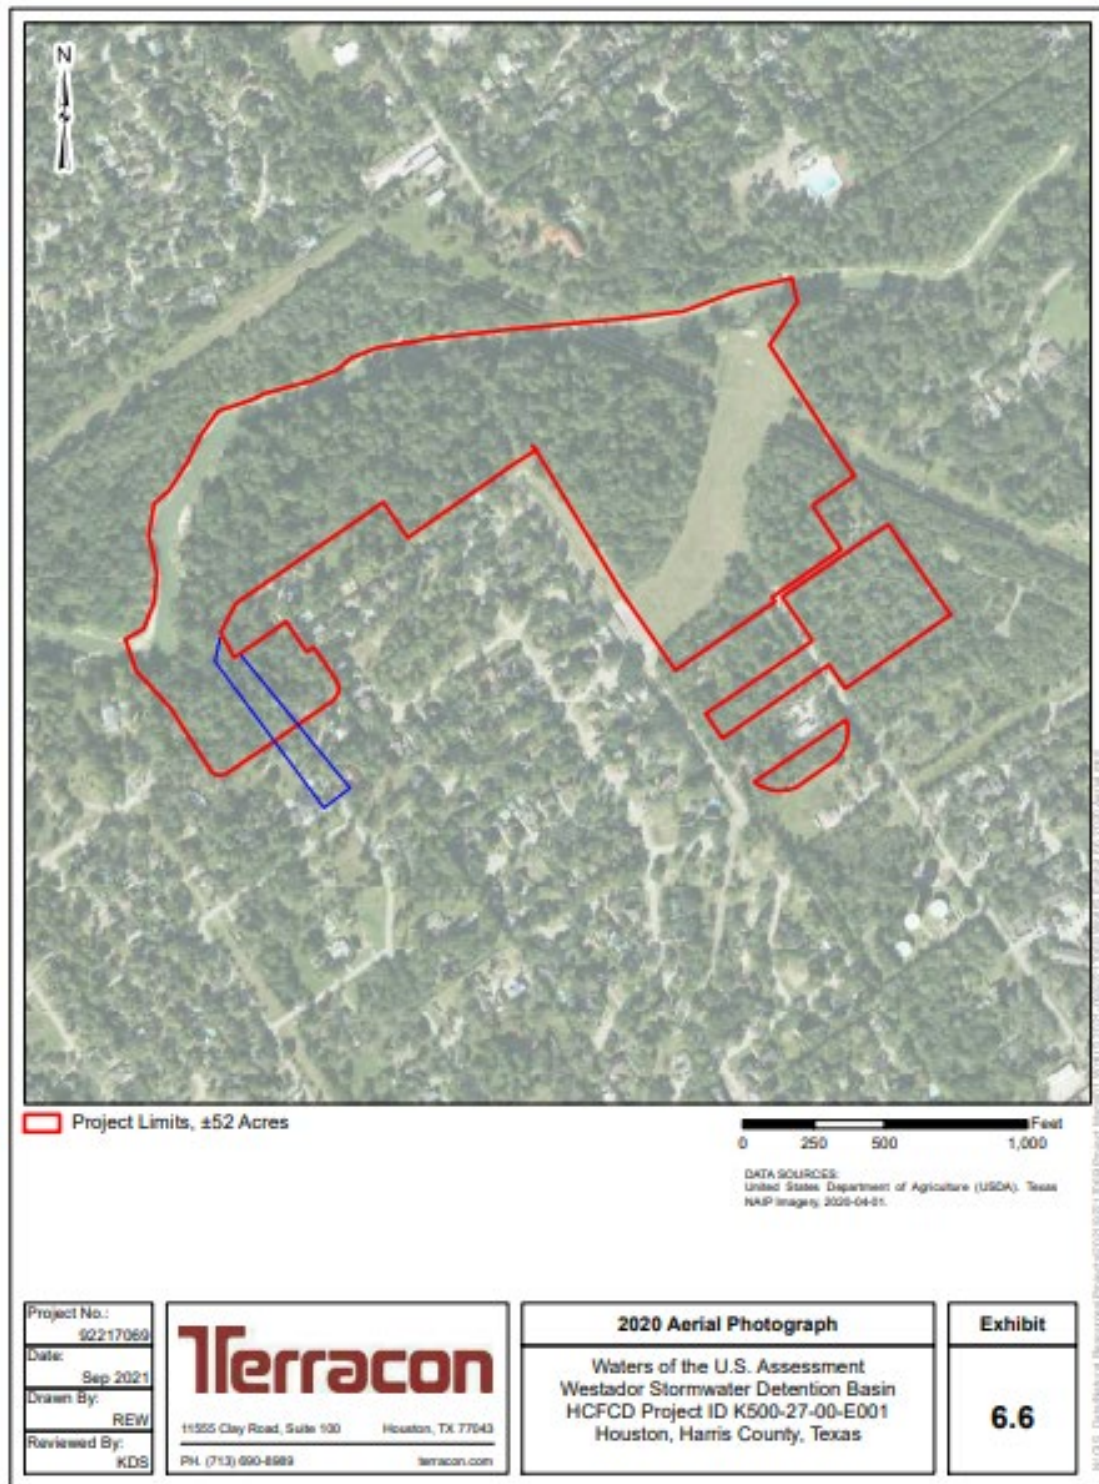 N
Project Limits, ±52 Acres
Feet
0 250 500 1,000
DATA SOURCES:
United States Department of Agriculture (USDA). Texas
NAIP Imagery, 2020-04-01.
Project No.:
92217069
Date:
Sep 2021
Drawn By:
REW
Reviewed By:
KDS
Terracon
11555 Clay Road, Suite 100 Houston, TX 77043
PH. (713) 690-8989 terracon.com
2020 Aerial Photograph
Waters of the U.S. Assessment
Westador Stormwater Detention Basin
HCFCD Project ID K500-27-00-E001
Houston, Harris County, Texas
Exhibit
6.6